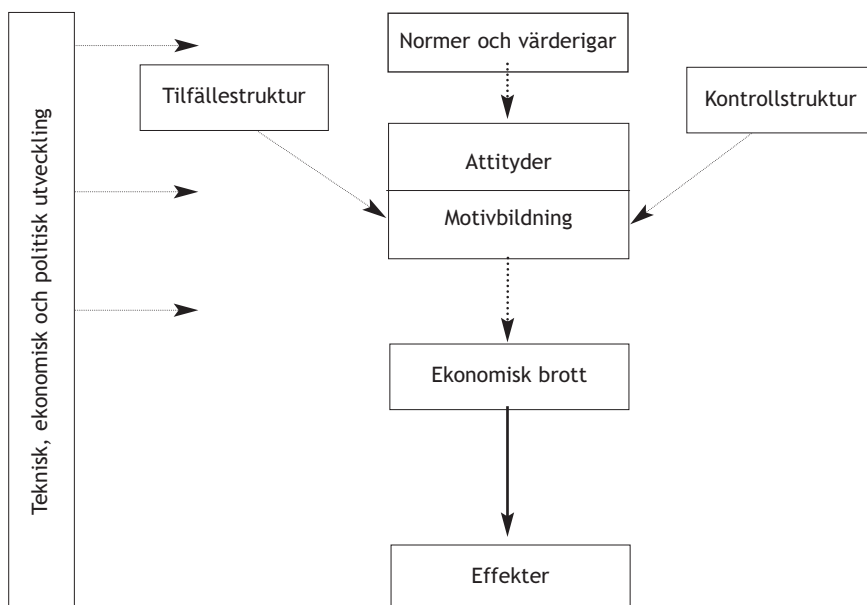 Normer och värderigar
Tilfällestruktur
Kontrollstruktur
Attityder
Motivbildning
Ekonomisk brott
Effekter
Teknisk, ekonomisk och politisk utveckling